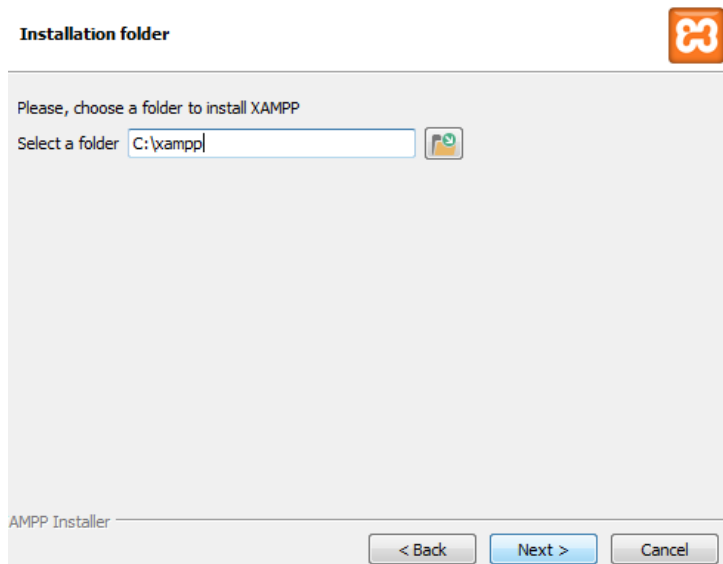 Installation folder
Please, choose a folder to install XAMPP
Select a folder C:\xampp
AMPP Installer
< Back Next > Cancel